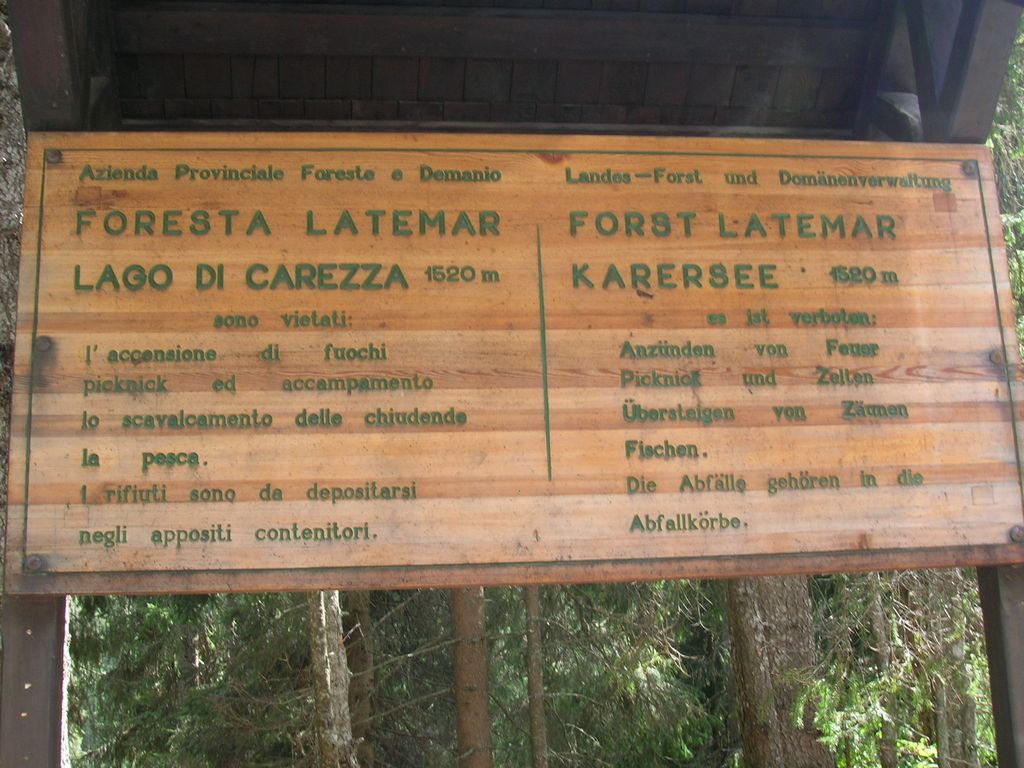 Azienda Provinciale Foreste e Demanio
FORESTA LATEMAR
LAGO DI CAREZZA 1520 m
sono vietati:
l'accensione di fuochi
picknick ed accampamento
lo scavalcamento delle chiudende
la pesca.
I rifiuti sono da depositarsi
negli appositi contenitori.
Landes-Forst und Domänenverwaltung
FORST LATEMAR
KARERSEE 1520 m
es ist verboten:
Anzünden von Feuer
Picknick und Zelten
Übersteigen von Zäunen
Fischen.
Die Abfälle gehören in die
Abfallkörbe.